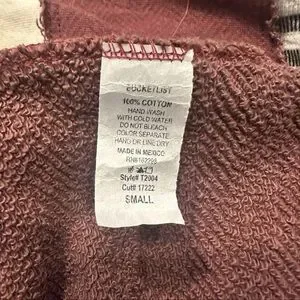 BUCKETLIST
100% COTTON
HAND WASH
WITH COLD WATER
DO NOT BLEACH
COLOR SEPARATE
HANG OR LINE DRY
MADE IN MEXICO
Style# T2004
Cut# 17222
SMALL